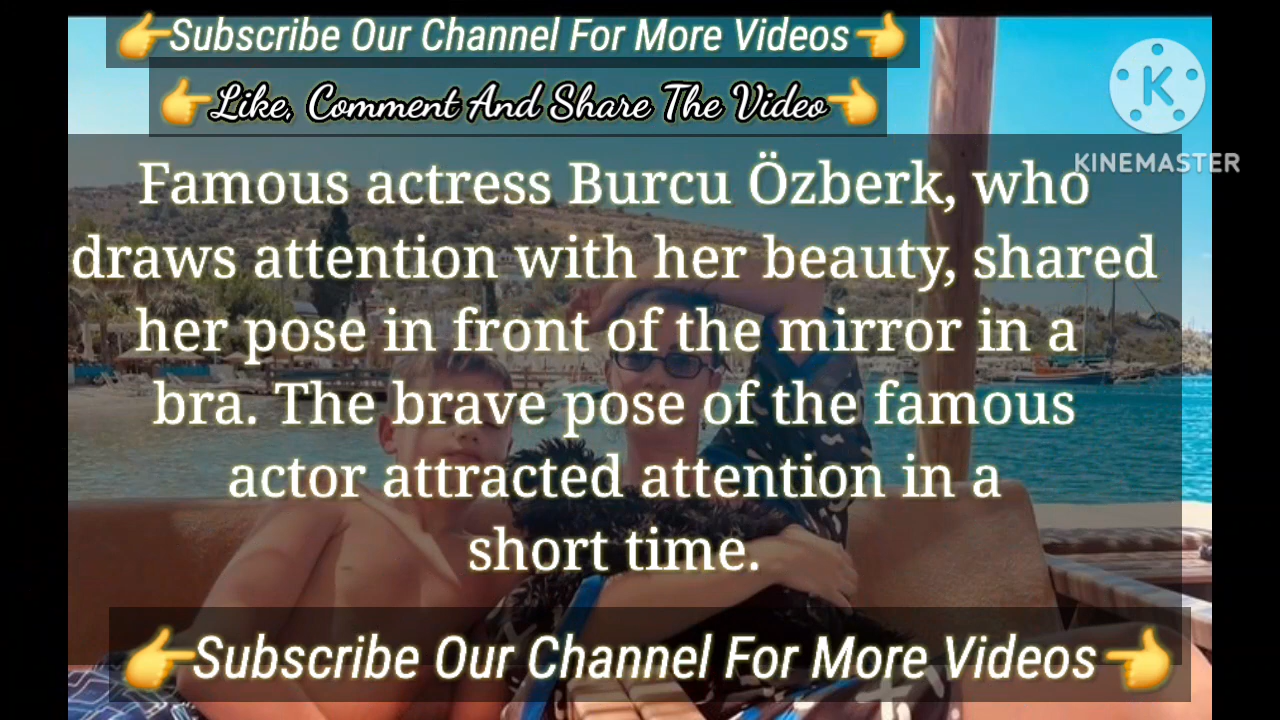 Subscribe Our Channel For More Videos
Like, Comment And Share The Video
K
KINEMASTER
Famous actress Burcu Özberk, who
draws attention with her beauty, shared
her pose in front of the mirror in a
bra. The brave pose of the famous
actor attracted attention in a
short time.
Subscribe Our Channel For More Videos